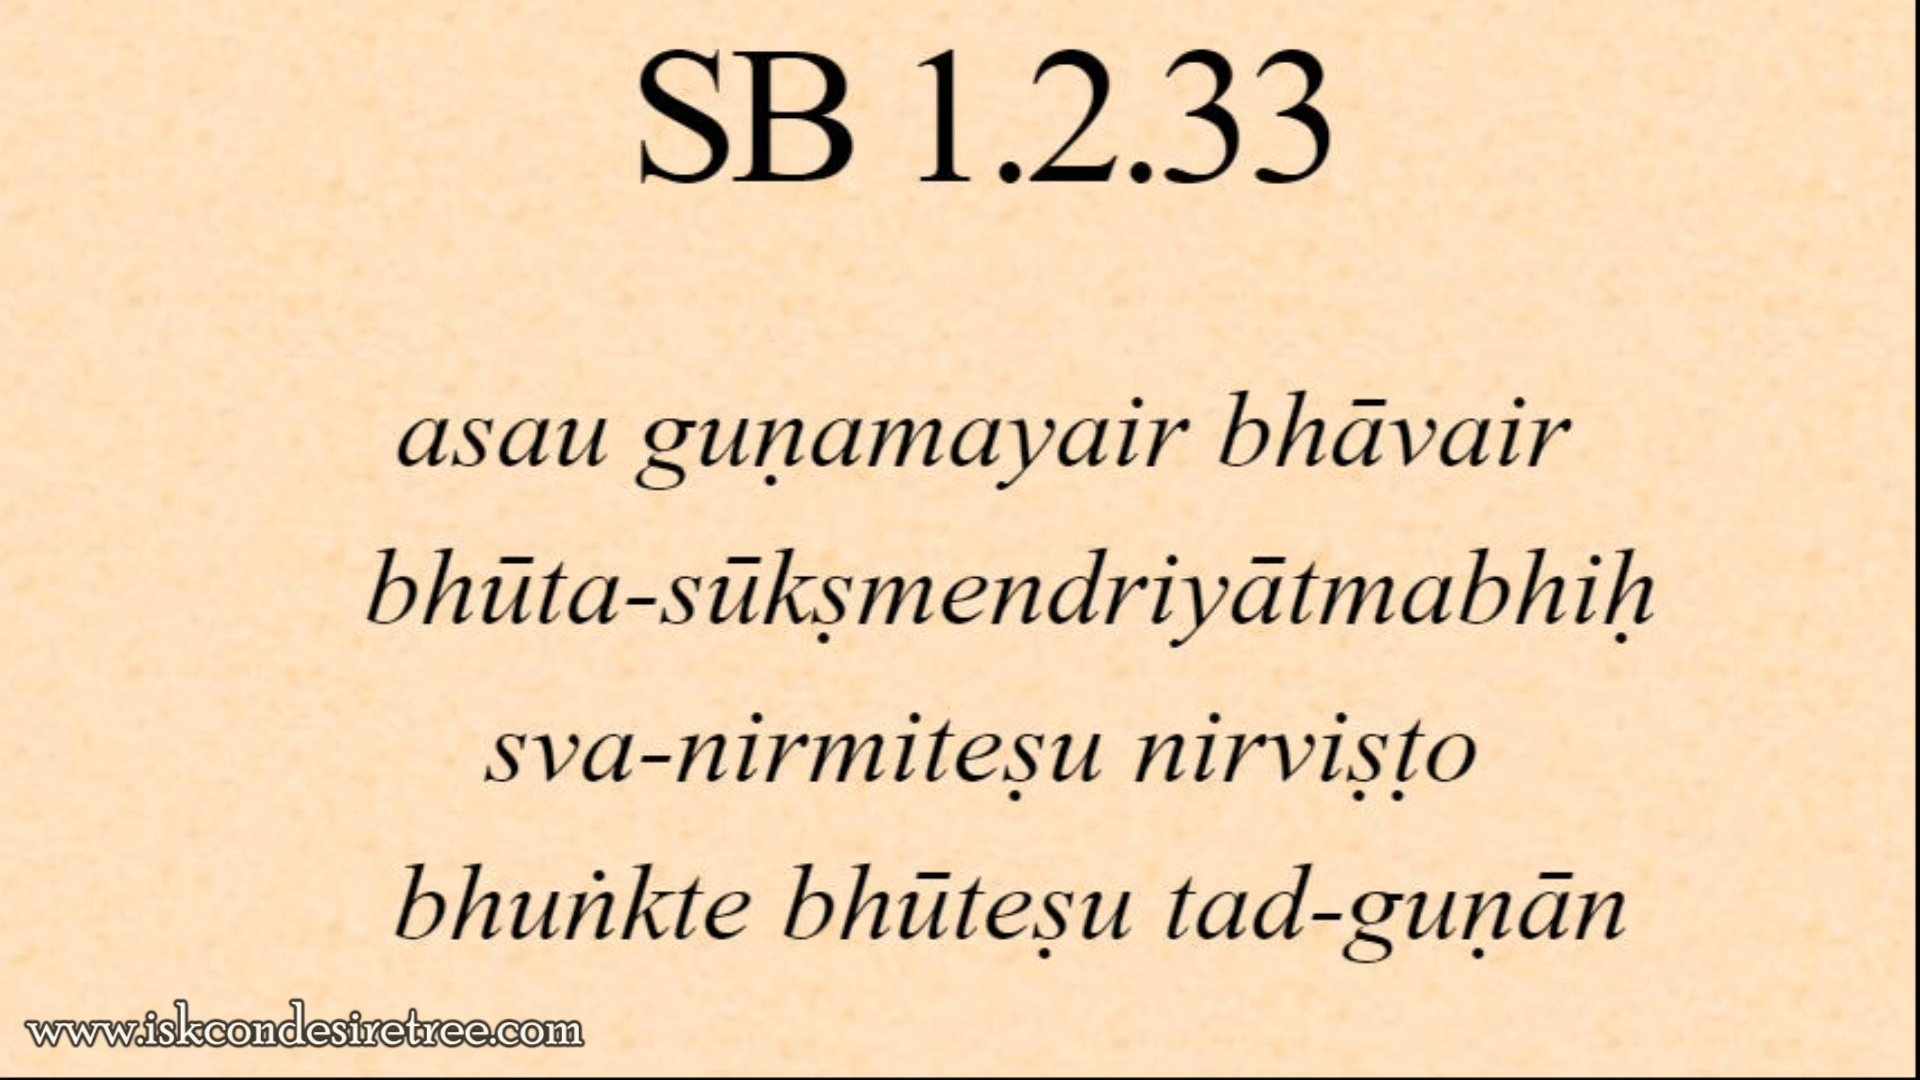 SB 1.2.33
asau guṇamayair bhāvair
bhūta-sūkṣmendriyātmabhiḥ
sva-nirmiteṣu nirviṣṭo
bhuṅkte bhūteṣu tad-guṇān
www.iskcondesiretree.com